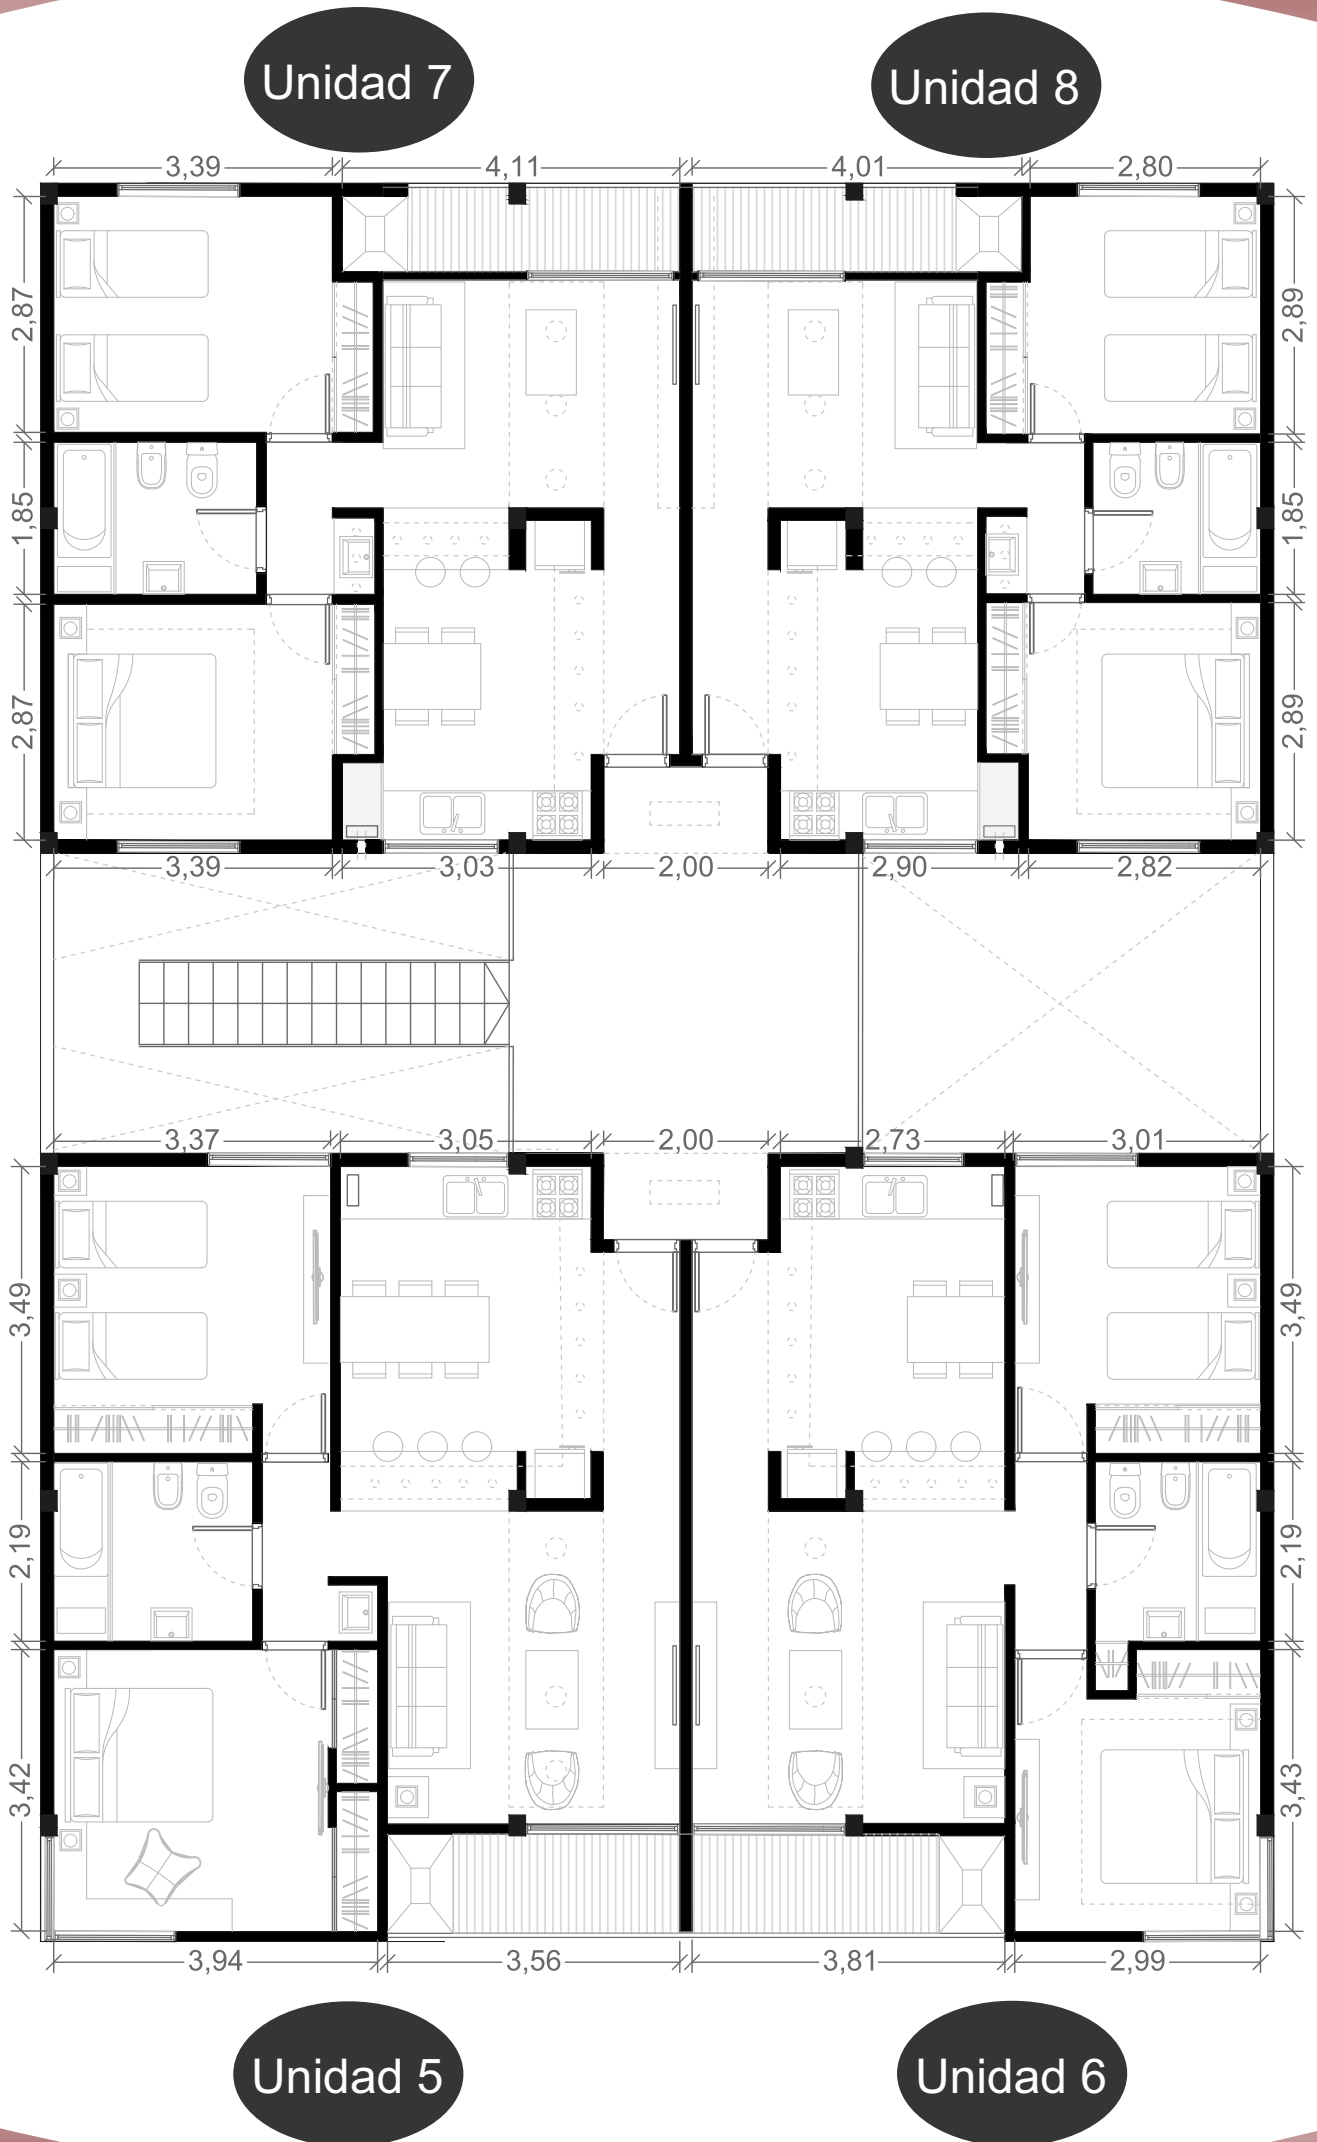 Unidad 7
Unidad 8
3,39 4,11 4,01 2,80
2,87 2,89
1,85 1,85
2,87 2,89
3,39 3,03 2,00 2,90 2,82
3,37 3,05 2,00 2,73 3,01
3,49 3,49
2,19 2,19
3,42 3,43
3,94 3,56 3,81 2,99
Unidad 5
Unidad 6